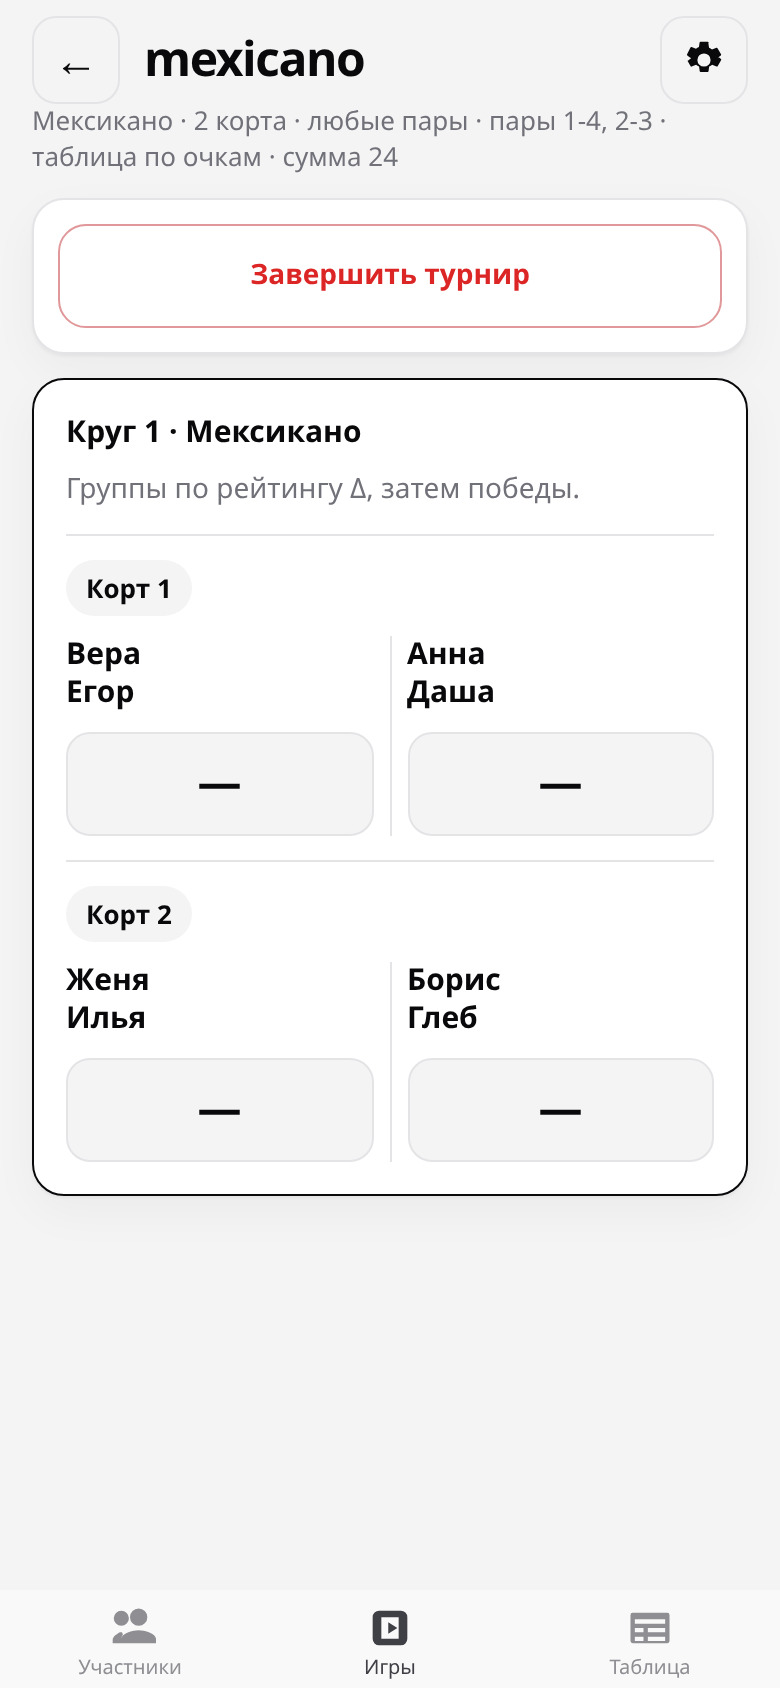 ←
mexicano
Мексикано · 2 корта · любые пары · пары 1-4, 2-3 ·
таблица по очкам · сумма 24
Завершить турнир
Круг 1 · Мексикано
Группы по рейтингу Δ, затем победы.
Корт 1
Вера
Егор
Анна
Даша
—
—
Корт 2
Женя
Илья
Борис
Глеб
—
—
Участники
Игры
Таблица